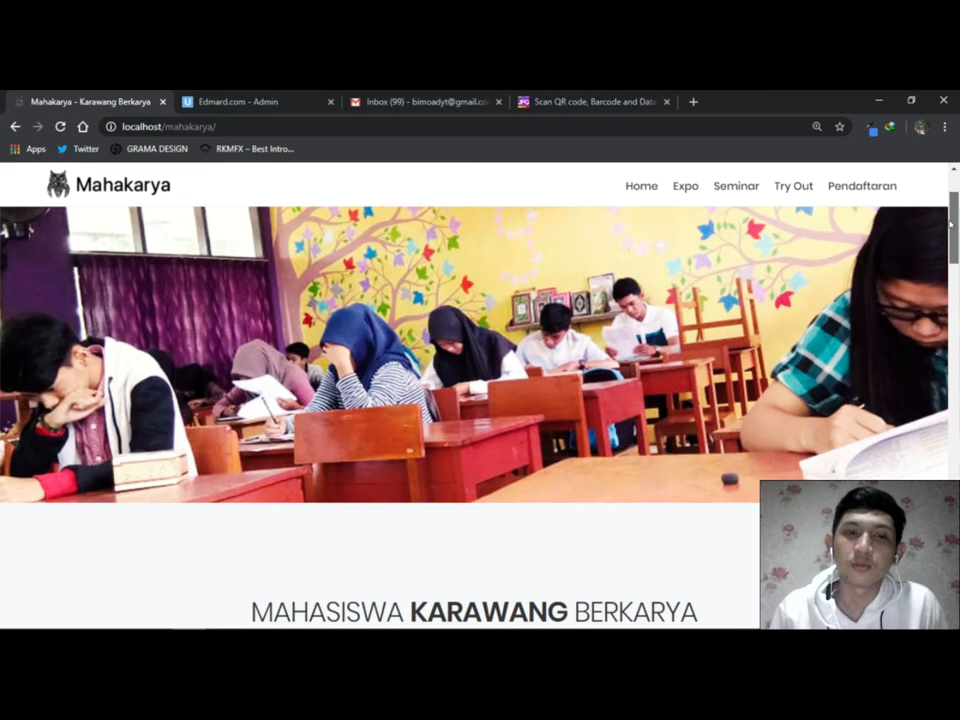 Mahakarya - Karawang Berkarya
Edmard.com - Admin
Inbox (99) - bimoadyt@gmail.co
Scan QR code, Barcode and Data
localhost/mahakarya/
Apps
Twitter
GRAMA DESIGN
RKMFX – Best Intro...
Mahakarya
Home
Expo
Seminar
Try Out
Pendaftaran
MAHASISWA KARAWANG BERKARYA